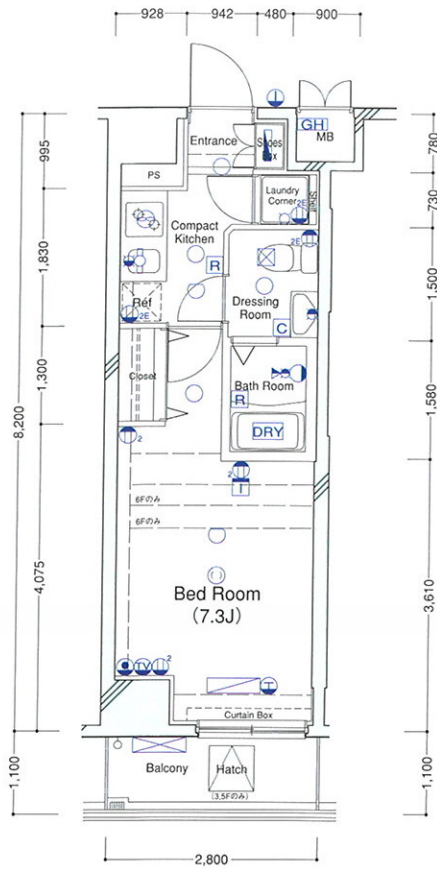 928 942 480 900
Entrance
Shoes
Box
GH
MB
995
780
PS
Laundry
Corner
Shelf
730
2E
Compact
Kitchen
2E
1,830
R
1,500
Ref
2E
Dressing
Room
C
8,200
1,300
Closet
Bath Room
R
1,580
DRY
2
2
I
6Fのみ
6Fのみ
4,075
Bed Room
(7.3J)
3,610
TV
2
Curtain Box
Balcony
Hatch
(3,5Fのみ)
1,100
1,100
2,800